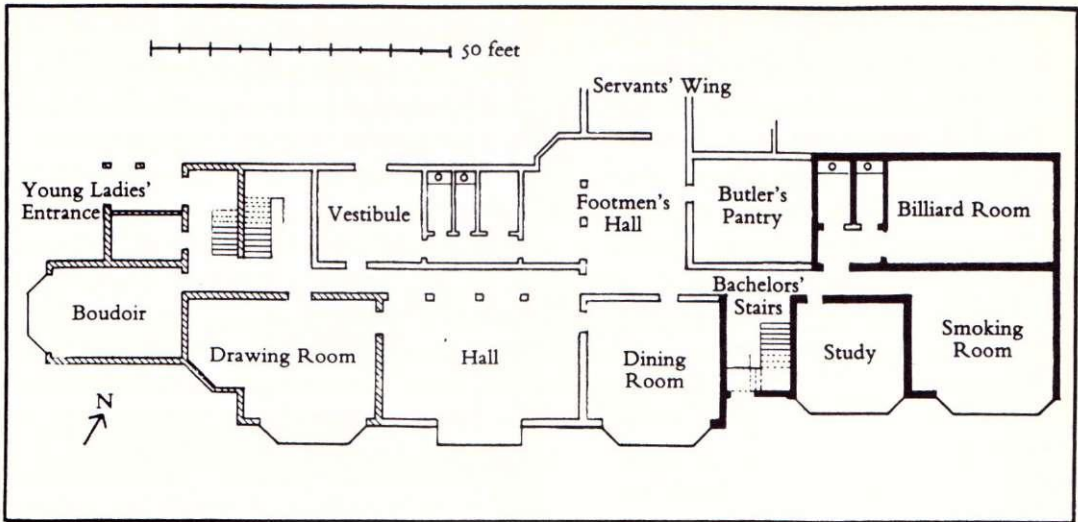 50 feet
Servants' Wing
Young Ladies'
Entrance
Vestibule
Footmen's
Hall
Butler's
Pantry
Billiard Room
Boudoir
Drawing Room
Hall
Dining
Room
Bachelors'
Stairs
Study
Smoking
Room
N